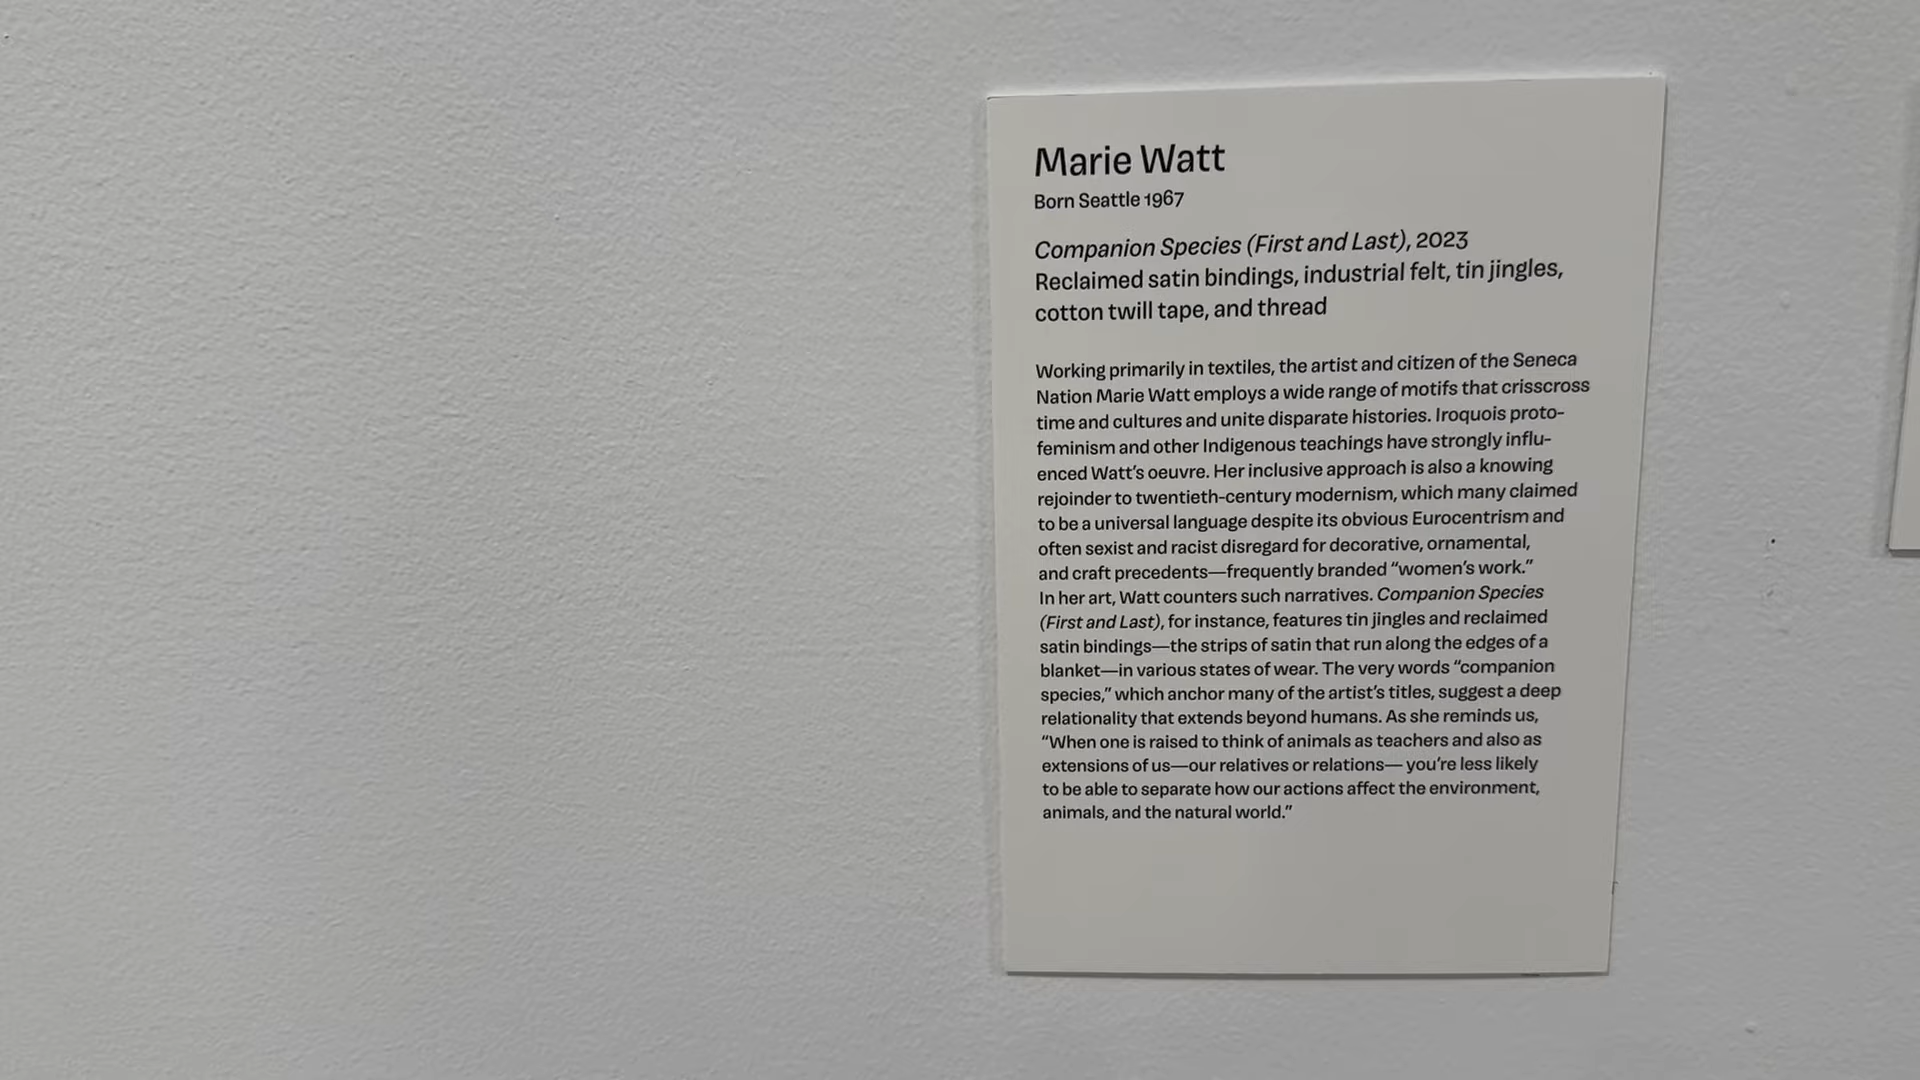 Marie Watt
Born Seattle 1967
Companion Species (First and Last), 2023
Reclaimed satin bindings, industrial felt, tin jingles,
cotton twill tape, and thread
Working primarily in textiles, the artist and citizen of the Seneca
Nation Marie Watt employs a wide range of motifs that crisscross
time and cultures and unite disparate histories. Iroquois proto-
feminism and other Indigenous teachings have strongly influ-
enced Watt’s oeuvre. Her inclusive approach is also a knowing
rejoinder to twentieth-century modernism, which many claimed
to be a universal language despite its obvious Eurocentrism and
often sexist and racist disregard for decorative, ornamental,
and craft precedents—frequently branded “women’s work.”
In her art, Watt counters such narratives. Companion Species
(First and Last), for instance, features tin jingles and reclaimed
satin bindings—the strips of satin that run along the edges of a
blanket—in various states of wear. The very words “companion
species,” which anchor many of the artist’s titles, suggest a deep
relationality that extends beyond humans. As she reminds us,
“When one is raised to think of animals as teachers and also as
extensions of us—our relatives or relations— you’re less likely
to be able to separate how our actions affect the environment,
animals, and the natural world.”